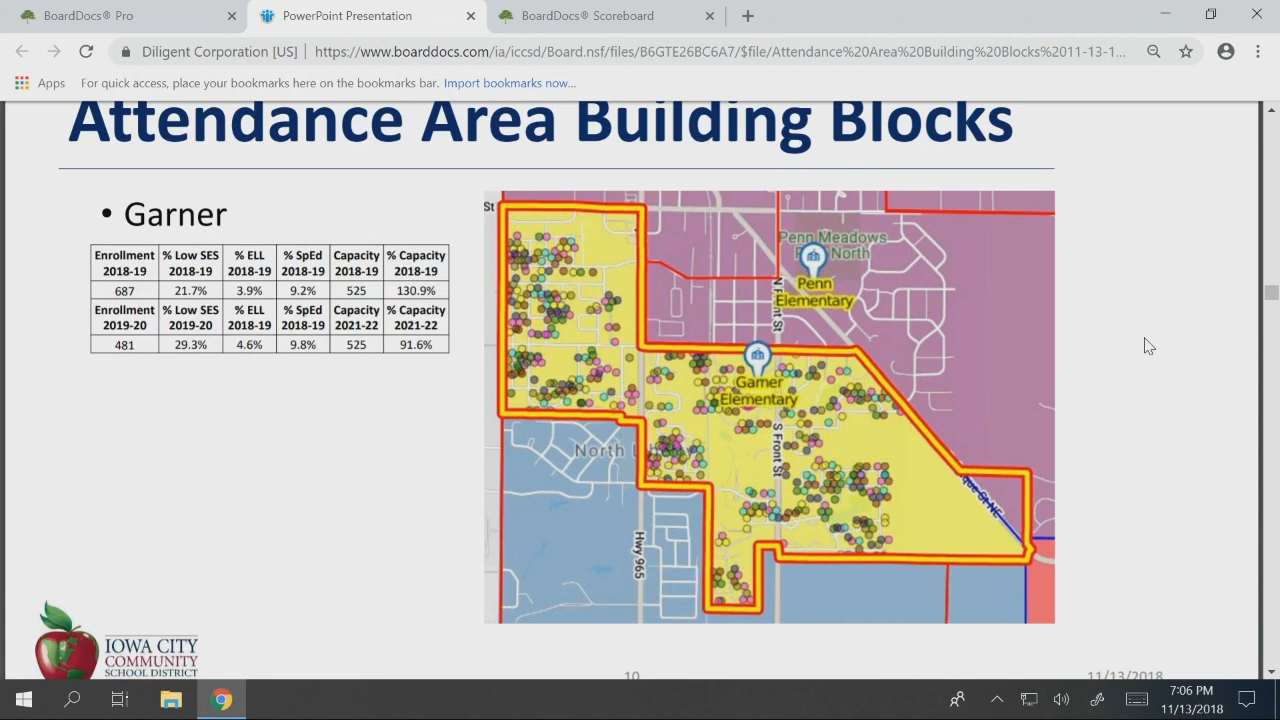 BoardDocs® Pro
PowerPoint Presentation
BoardDocs® Scoreboard
Diligent Corporation [US]
https://www.boarddocs.com/ia/iccsd/Board.nsf/files/B6GTE26BC6A7/$file/Attendance%20Area%20Building%20Blocks%2011-13-1...
Apps
For quick access, place your bookmarks here on the bookmarks bar. Import bookmarks now...
Attendance Area Building Blocks
• Garner
Enrollment 2018-19 | % Low SES 2018-19 | % ELL 2018-19 | % SpEd 2018-19 | Capacity 2018-19 | % Capacity 2018-19
687 | 21.7% | 3.9% | 9.2% | 525 | 130.9%
Enrollment 2019-20 | % Low SES 2019-20 | % ELL 2018-19 | % SpEd 2018-19 | Capacity 2021-22 | % Capacity 2021-22
481 | 29.3% | 4.6% | 9.8% | 525 | 91.6%
St
Penn Meadows
North
Penn
Elementary
Garner
Elementary
S Front St
North
Hwy 965
IOWA CITY
COMMUNITY
SCHOOL DISTRICT
10
11/13/2018
7:06 PM
11/13/2018